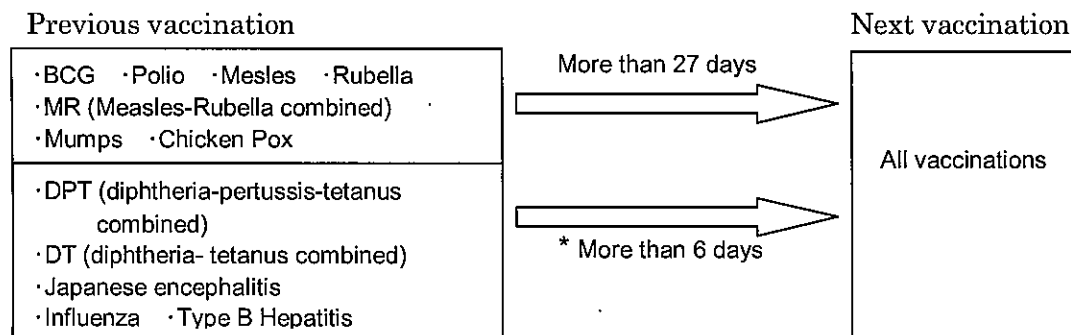 Previous vaccination
Next vaccination
·BCG ·Polio ·Mesles ·Rubella
·MR (Measles-Rubella combined)
·Mumps ·Chicken Pox
More than 27 days
·DPT (diphtheria-pertussis-tetanus
combined)
·DT (diphtheria- tetanus combined)
·Japanese encephalitis
·Influenza ·Type B Hepatitis
* More than 6 days
All vaccinations